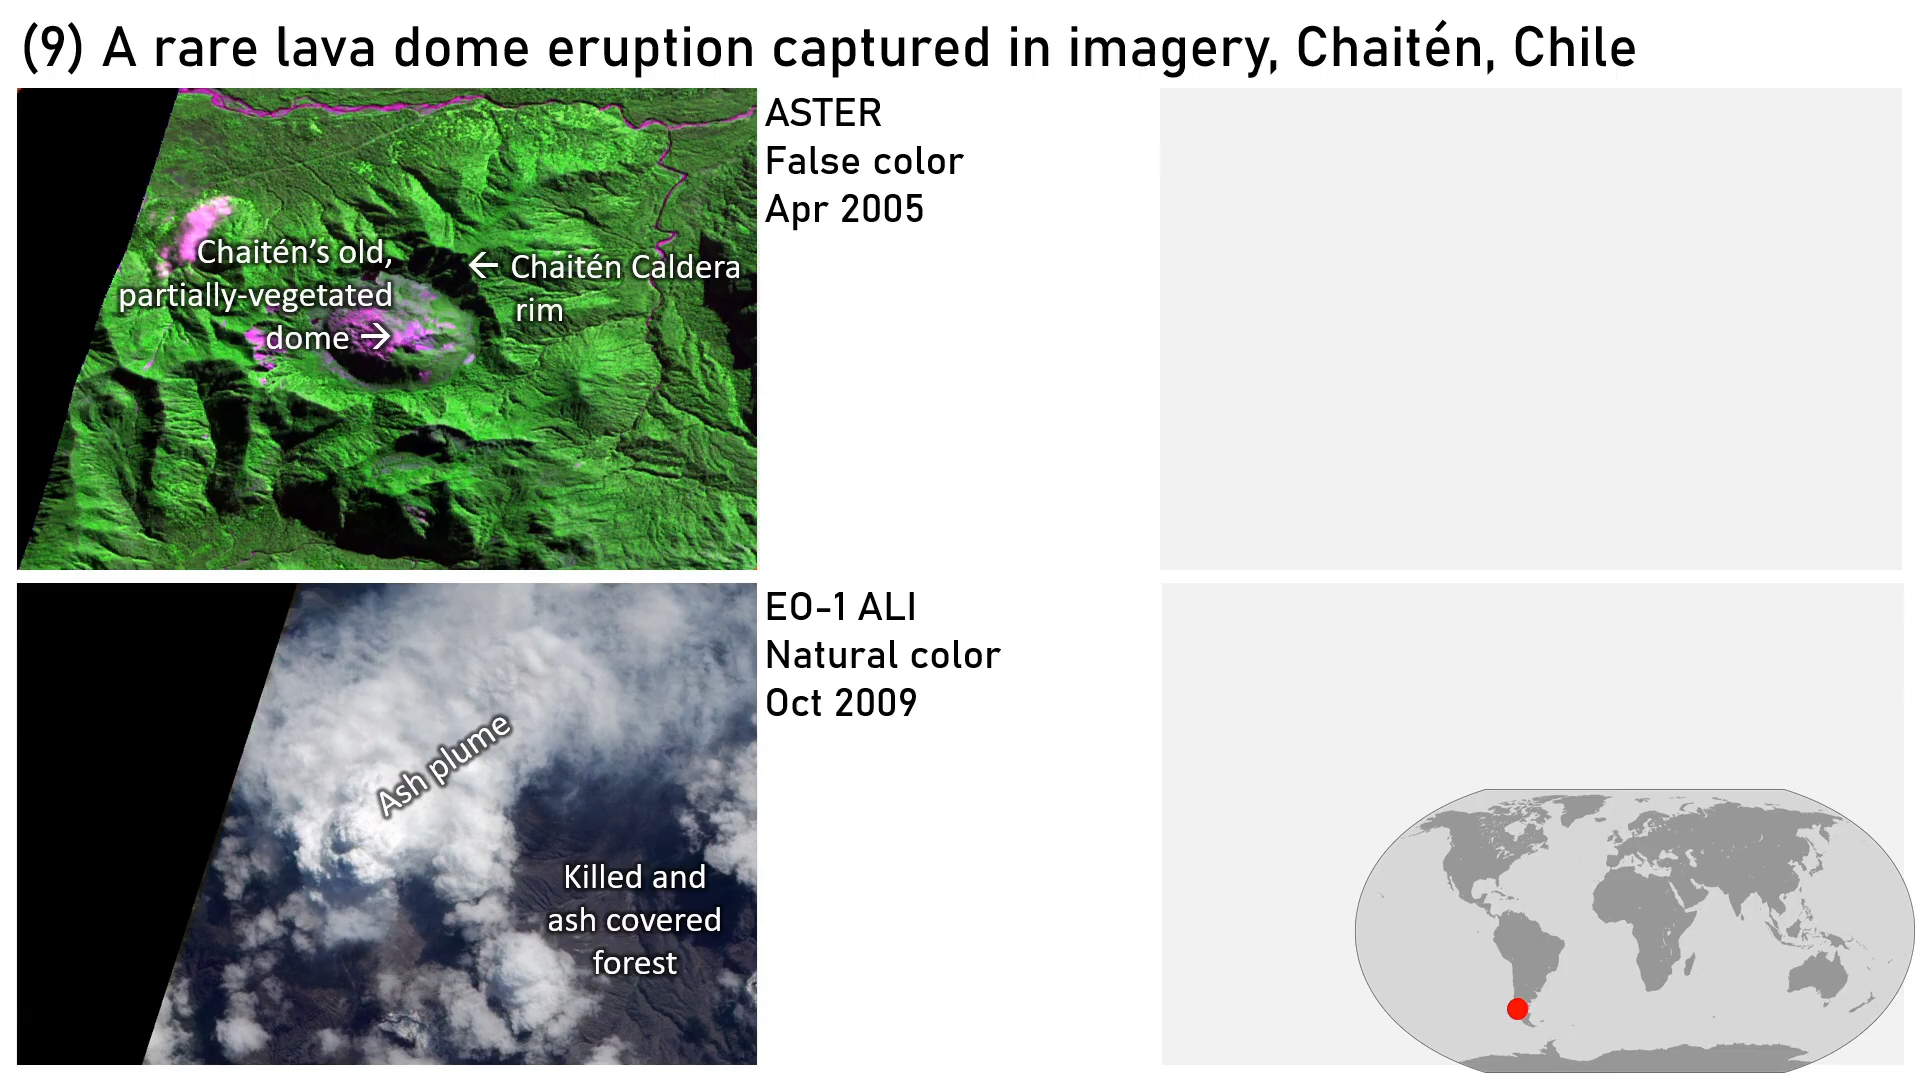 (9) A rare lava dome eruption captured in imagery, Chaitén, Chile
Chaitén’s old,
partially-vegetated
dome →
← Chaitén Caldera
rim
ASTER
False color
Apr 2005
Ash plume
Killed and
ash covered
forest
EO-1 ALI
Natural color
Oct 2009